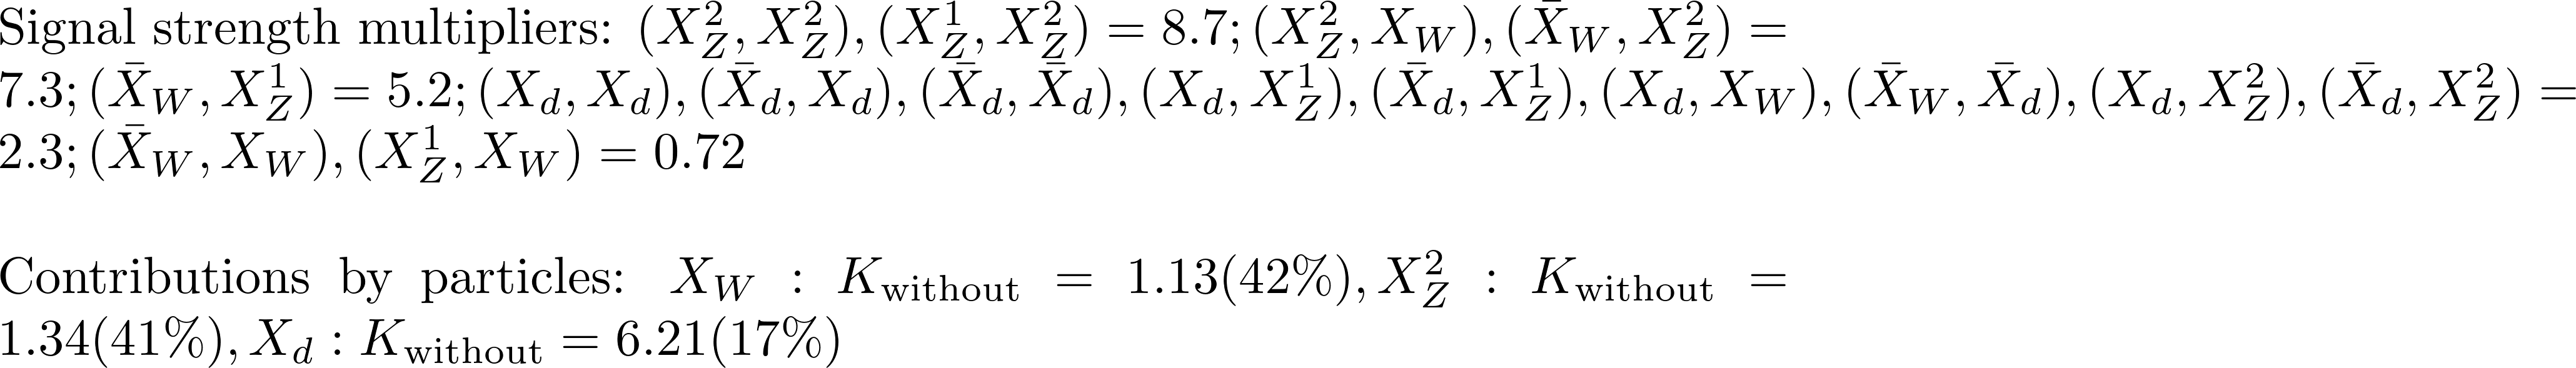 Signal strength multipliers: $(X_Z^2, X_Z^2), (X_Z^1, X_Z^2) = 8.7; (X_Z^2, X_W), (\bar{X}_W, X_Z^2) =$
$7.3; (\bar{X}_W, X_Z^1) = 5.2; (X_d, X_d), (\bar{X}_d, X_d), (\bar{X}_d, \bar{X}_d), (X_d, X_Z^1), (\bar{X}_d, X_Z^1), (X_d, X_W), (\bar{X}_W, \bar{X}_d), (X_d, X_Z^2), (\bar{X}_d, X_Z^2) =$
$2.3; (\bar{X}_W, X_W), (X_Z^1, X_W) = 0.72$
Contributions by particles: $X_W : K_{\text{without}} = 1.13(42\%), X_Z^2 : K_{\text{without}} =$
$1.34(41\%), X_d : K_{\text{without}} = 6.21(17\%)$